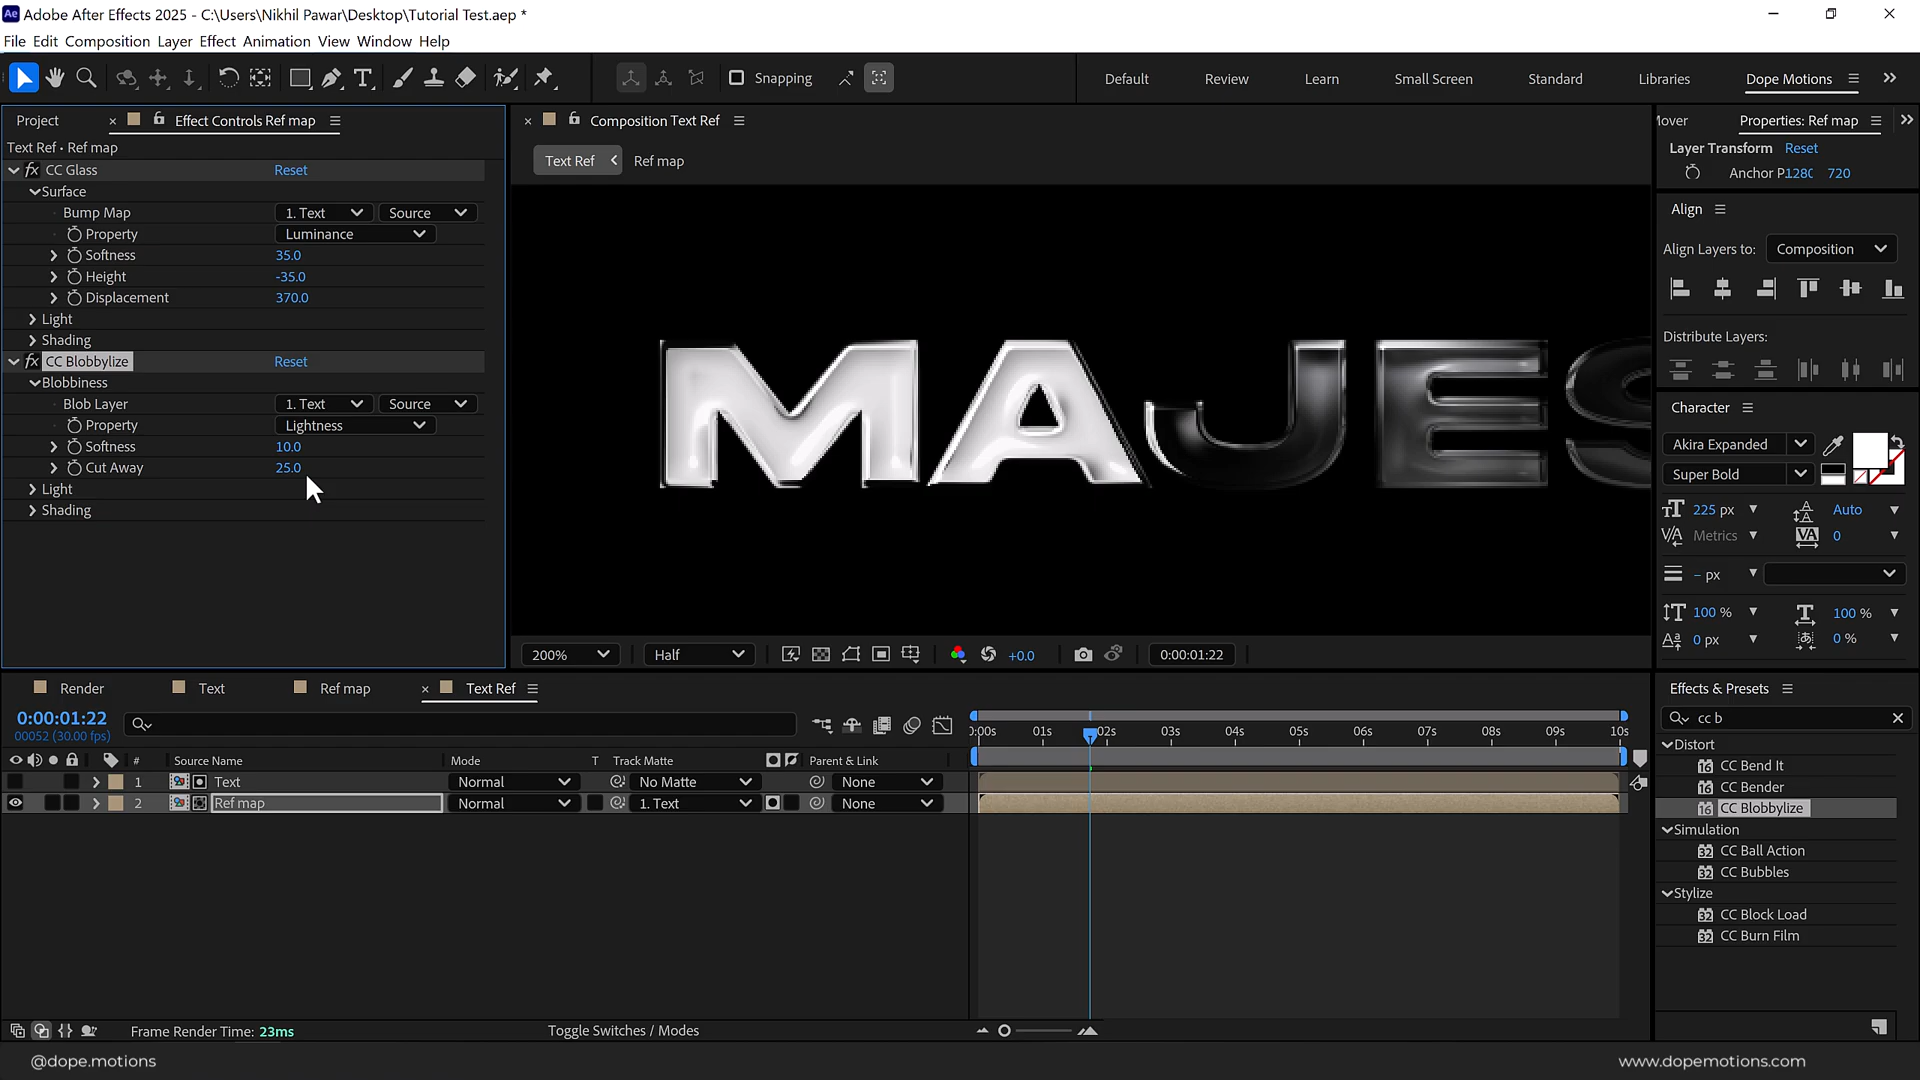 Adobe After Effects 2025 - C:\Users\Nikhil Pawar\Desktop\Tutorial Test.aep *
File Edit Composition Layer Effect Animation View Window Help
Snapping
Default Review Learn Small Screen Standard Libraries Dope Motions
Project
Effect Controls Ref map
Text Ref • Ref map
fx CC Glass Reset
Surface
Bump Map 1. Text Source
Property Luminance
Softness 35.0
Height -35.0
Displacement 370.0
Light
Shading
fx CC Blobbylize Reset
Blobbiness
Blob Layer 1. Text Source
Property Lightness
Softness 10.0
Cut Away 25.0
Light
Shading
Composition Text Ref
Text Ref Ref map
MAJES
200% Half +0.0 0:00:01:22
Properties: Ref map
Layer Transform Reset
Anchor P 1280 720
Align
Align Layers to: Composition
Distribute Layers:
Character
Akira Expanded
Super Bold
225 px Auto
Metrics 0
- px
100 % 100 %
0 px 0 %
Render Text Ref map Text Ref
0:00:01:22
00052 (30.00 fps)
0:00s 01s 02s 03s 04s 05s 06s 07s 08s 09s 10s
# Source Name Mode T Track Matte Parent & Link
1 Text Normal No Matte None
2 Ref map Normal 1. Text None
Frame Render Time: 23ms
Toggle Switches / Modes
Effects & Presets
cc b
Distort
16 CC Bend It
16 CC Bender
16 CC Blobbylize
Simulation
32 CC Ball Action
32 CC Bubbles
Stylize
32 CC Block Load
32 CC Burn Film
@dope.motions
www.dopemotions.com